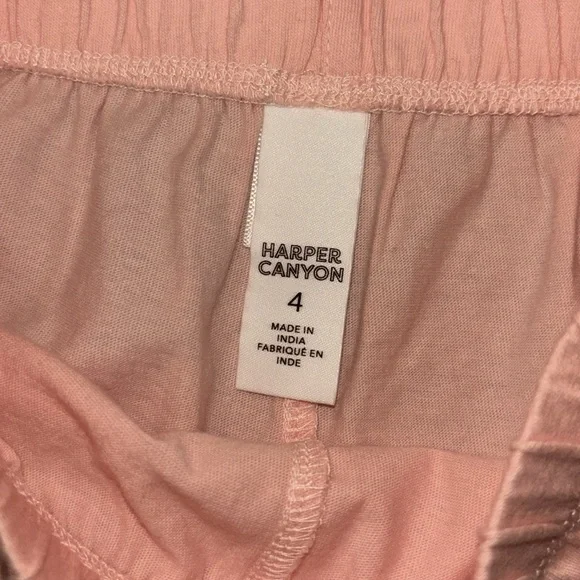 HARPER
CANYON
4
MADE IN
INDIA
FABRIQUÉ EN
INDE